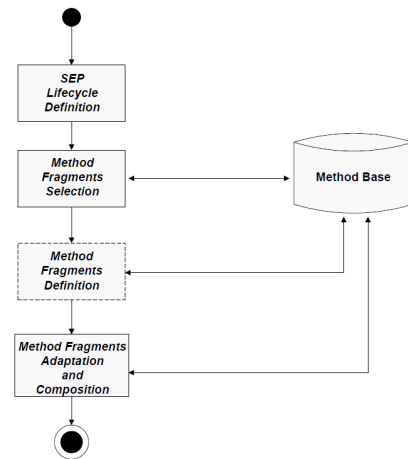 SEP
Lifecycle
Definition
Method
Fragments
Selection
Method Base
Method
Fragments
Definition
Method Fragments
Adaptation
and
Composition